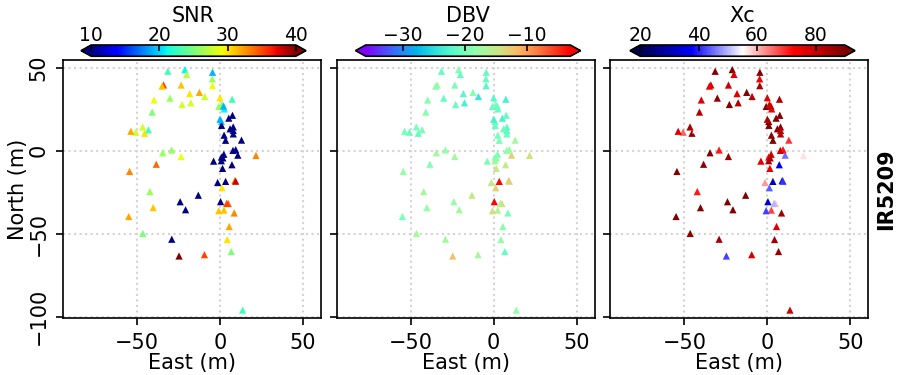 SNR DBV Xc
10 20 30 40 −30 −20 −10 20 40 60 80
50
0
−50
−100
North (m)
−50 0 50 −50 0 50 −50 0 50
East (m) East (m) East (m)
IR5209